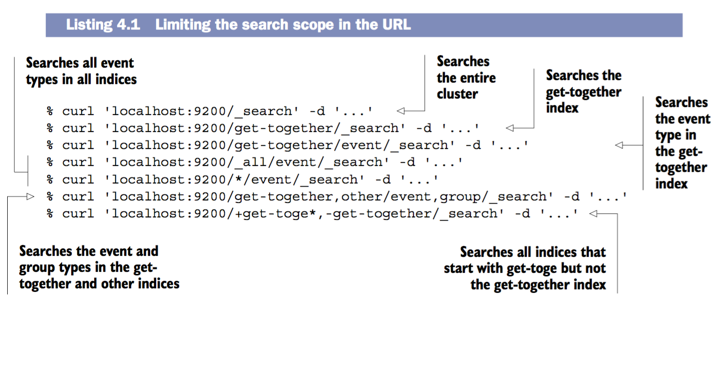 Listing 4.1 Limiting the search scope in the URL
Searches all event
types in all indices
Searches
the entire
cluster
Searches the
get-together
index
Searches
the event
type in
the get-
together
index
% curl 'localhost:9200/_search' -d '...'
% curl 'localhost:9200/get-together/_search' -d '...'
% curl 'localhost:9200/get-together/event/_search' -d '...'
% curl 'localhost:9200/_all/event/_search' -d '...'
% curl 'localhost:9200/*/event/_search' -d '...'
% curl 'localhost:9200/get-together,other/event,group/_search' -d '...'
% curl 'localhost:9200/+get-toge*,-get-together/_search' -d '...'
Searches the event and
group types in the get-
together and other indices
Searches all indices that
start with get-toge but not
the get-together index